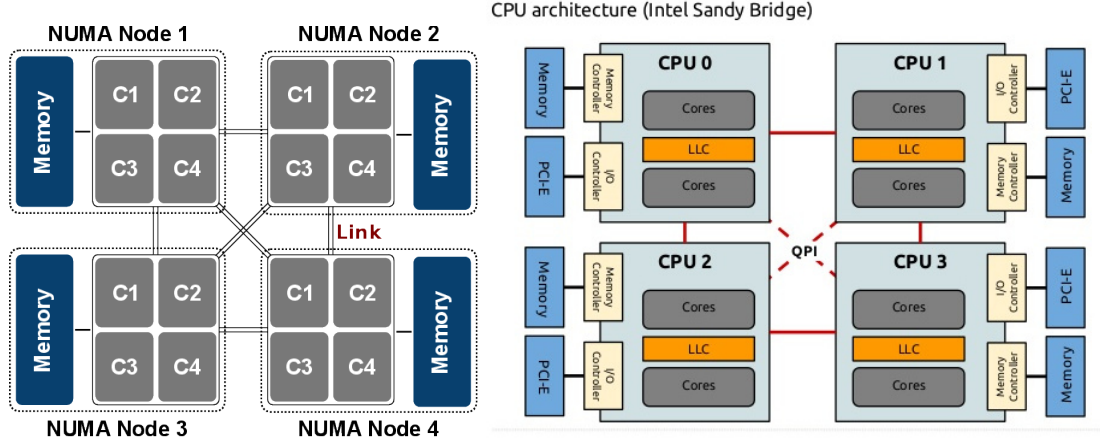 CPU architecture (Intel Sandy Bridge)
NUMA Node 1
NUMA Node 2
Memory
C1
C2
C3
C4
C1
C2
C3
C4
Memory
Link
Memory
C1
C2
C3
C4
C1
C2
C3
C4
Memory
NUMA Node 3
NUMA Node 4
Memory
Memory
Controller
PCI-E
I/O
Controller
CPU 0
Cores
LLC
Cores
CPU 1
Cores
LLC
Cores
I/O
Controller
PCI-E
Memory
Controller
Memory
QPI
Memory
Memory
Controller
PCI-E
I/O
Controller
CPU 2
Cores
LLC
Cores
CPU 3
Cores
LLC
Cores
I/O
Controller
PCI-E
Memory
Controller
Memory